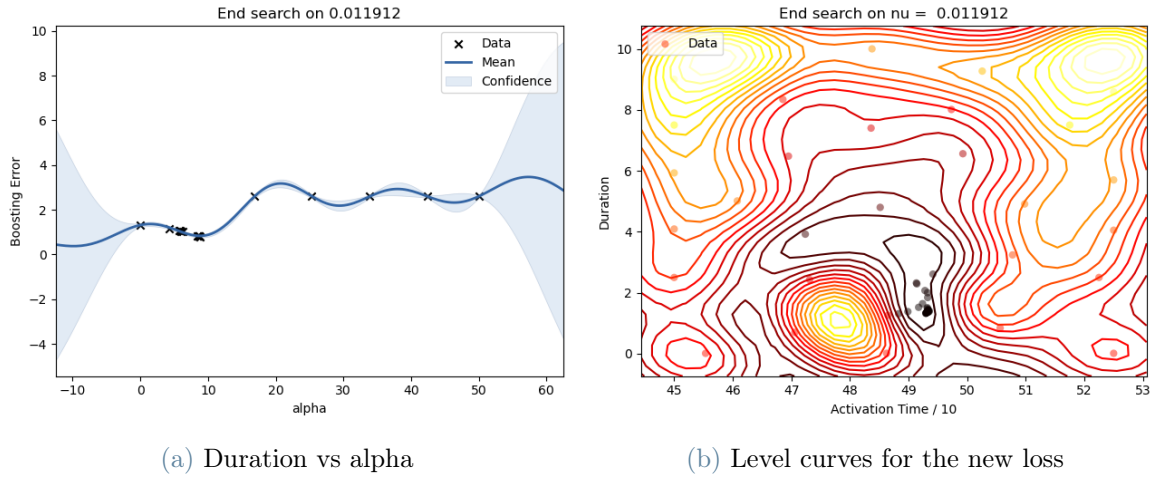 End search on 0.011912
10
8
6
4
2
0
−2
−4
Boosting Error
Data
Mean
Confidence
−10 0 10 20 30 40 50 60
alpha
(a) Duration vs alpha
End search on nu = 0.011912
10
8
6
4
2
0
Duration
Data
45 46 47 48 49 50 51 52 53
Activation Time / 10
(b) Level curves for the new loss